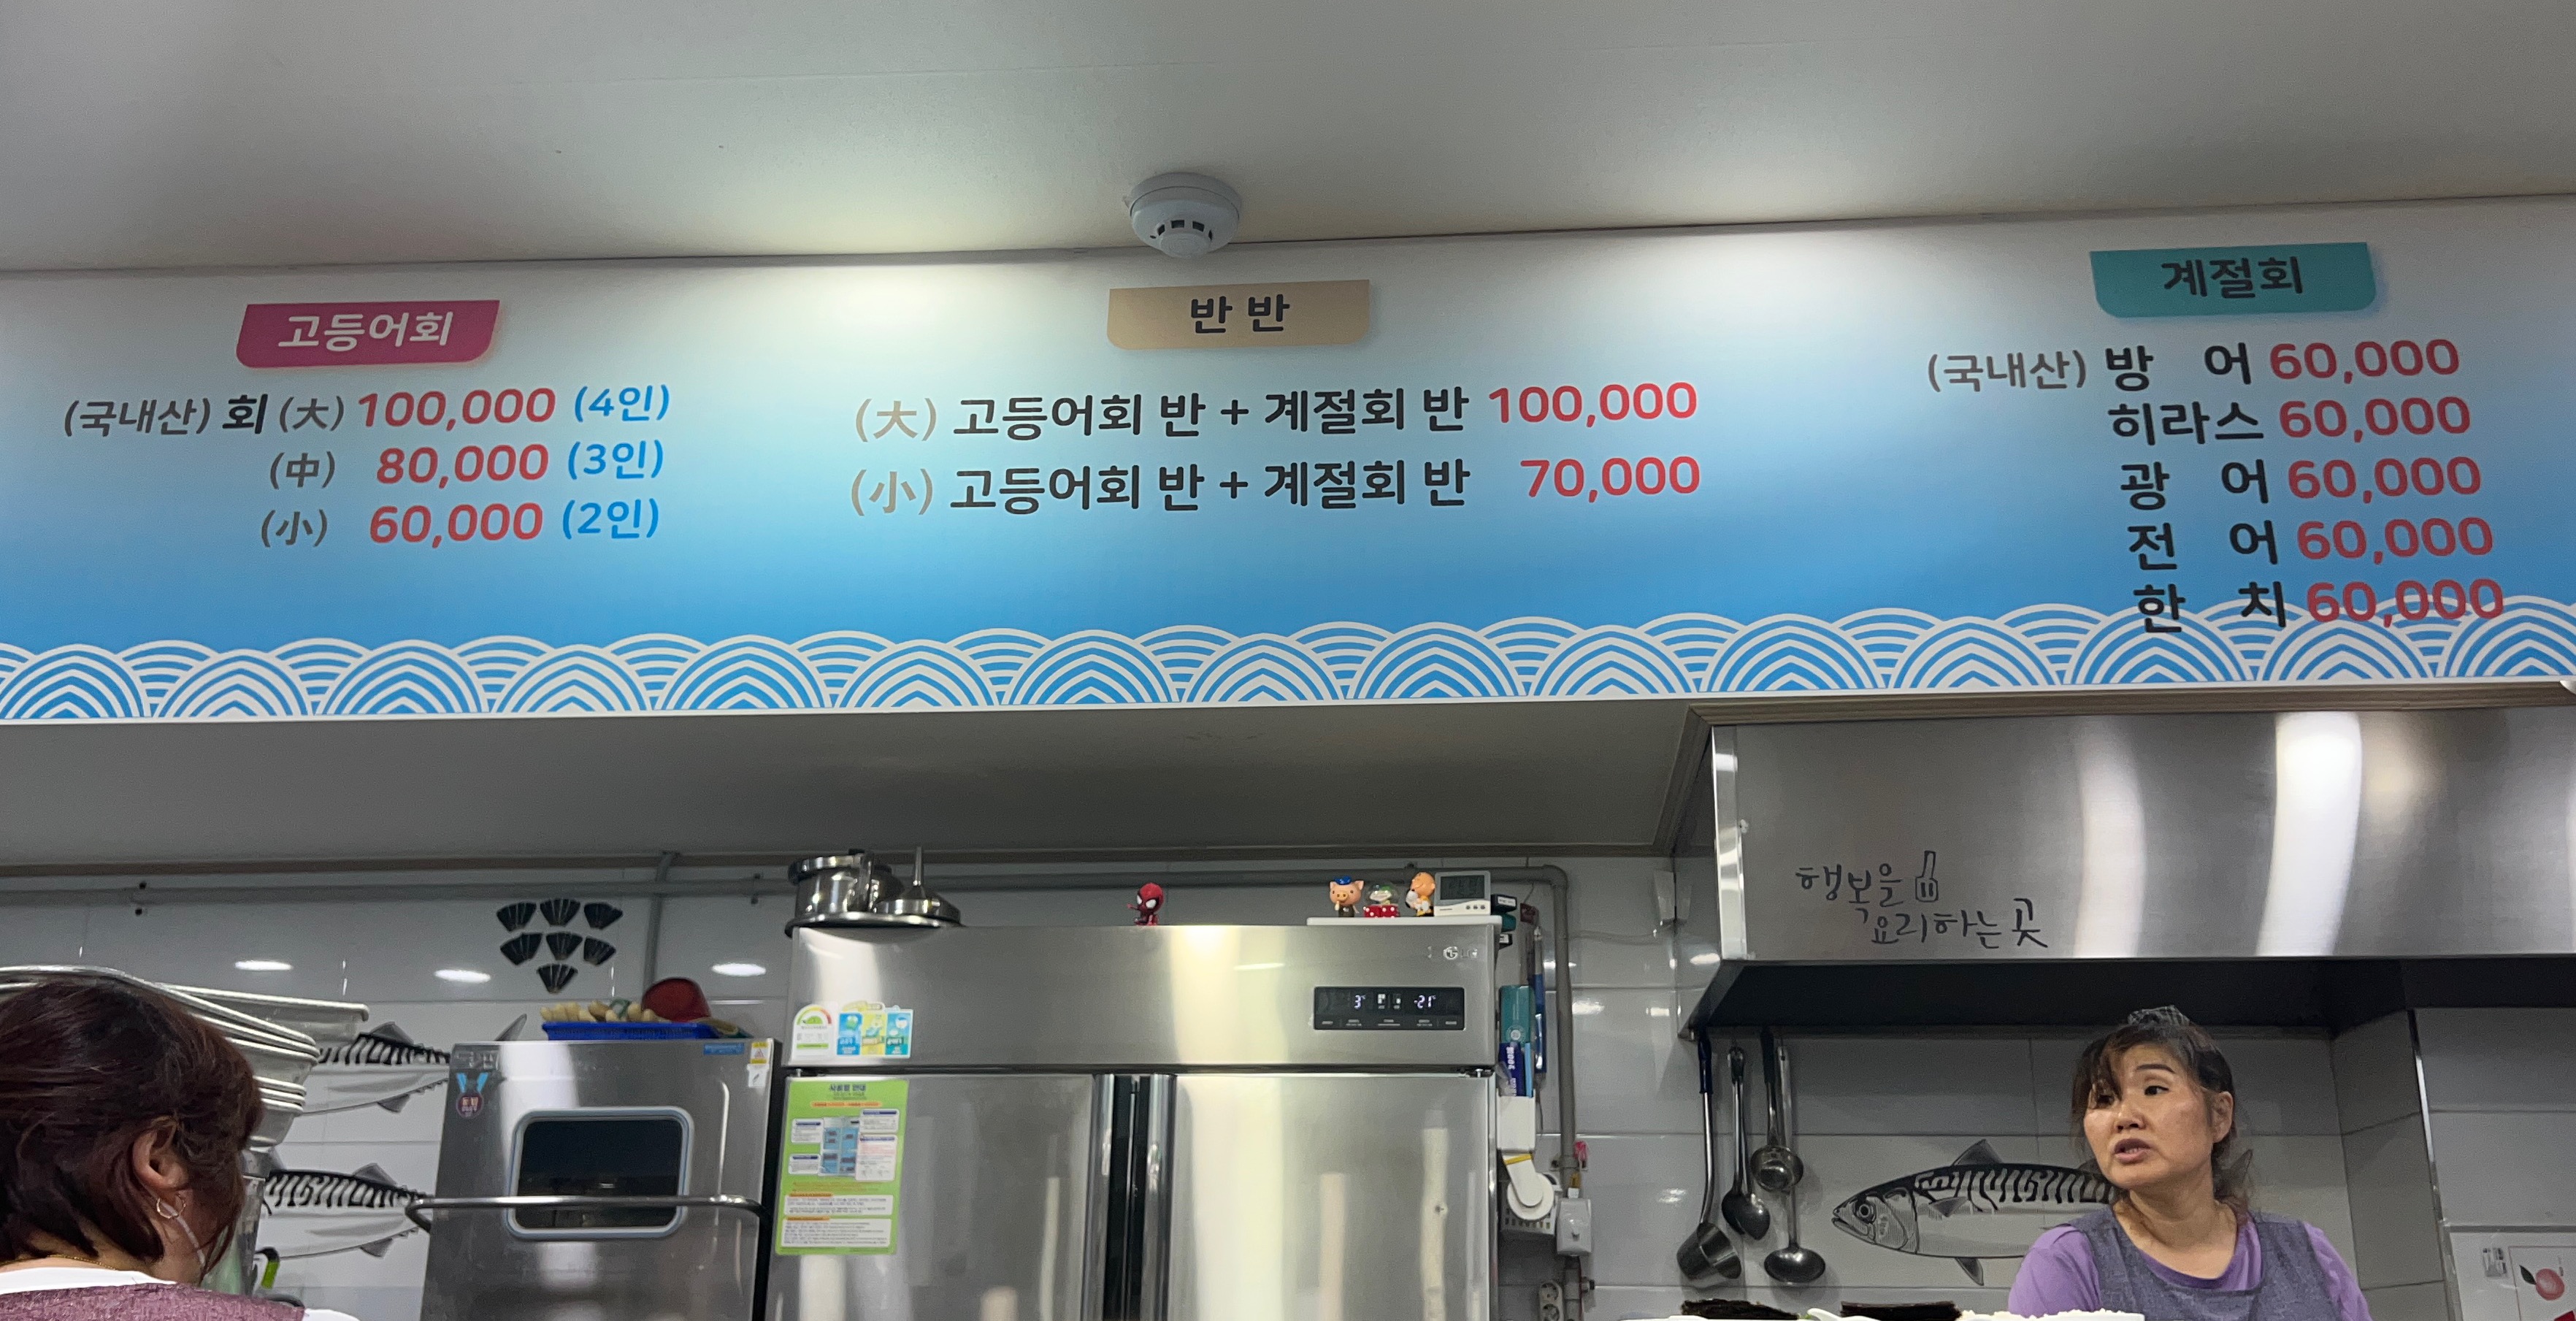 고등어회
(국내산) 회 (大) 100,000 (4인)
(中) 80,000 (3인)
(小) 60,000 (2인)
반 반
(大) 고등어회 반 + 계절회 반 100,000
(小) 고등어회 반 + 계절회 반 70,000
계절회
(국내산) 방 어 60,000
히라스 60,000
광 어 60,000
전 어 60,000
한 치 60,000
행복을
요리하는 곳
LG
3℃ -21℃